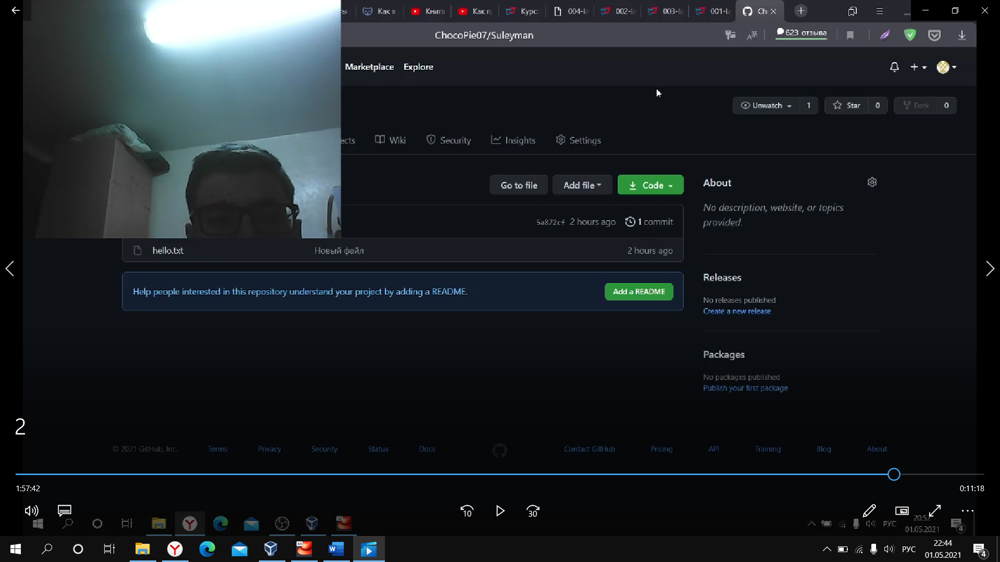 Как я
Книга
Как п
Курс
004-la
002-la
003-la
001-la
Ch
ChocoPie07/Suleyman
623 отзыва
Marketplace Explore
Unwatch 1
Star 0
Fork 0
ects
Wiki
Security
Insights
Settings
Go to file
Add file
Code
5a872cf 2 hours ago
1 commit
hello.txt
Новый файл
2 hours ago
Help people interested in this repository understand your project by adding a README.
Add a README
About
No description, website, or topics
provided.
Releases
No releases published
Create a new release
Packages
No packages published
Publish your first package
2
© 2021 GitHub, Inc.
Terms
Privacy
Security
Status
Docs
Contact GitHub
Pricing
API
Training
Blog
About
1:57:42
0:11:18
10
30
64
РУС
20:52
01.05.2021
4
64
W
РУС
22:44
01.05.2021
4